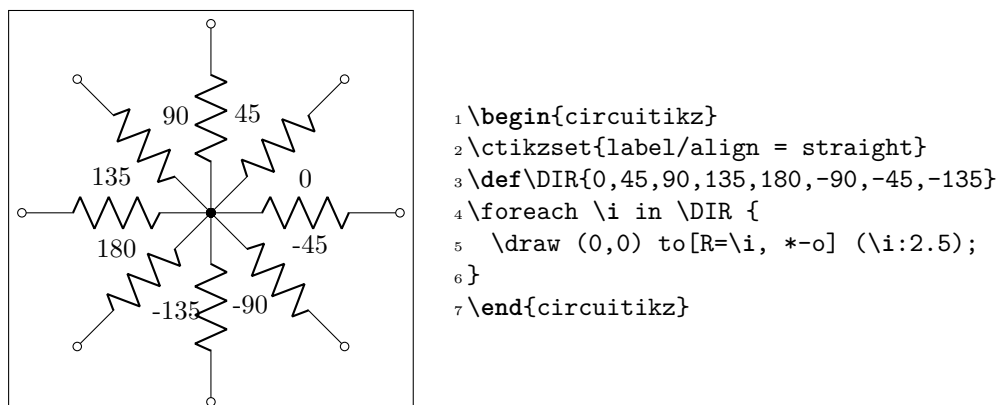 90 45
135 0
180 -45
-135 -90
1 \begin{circuitikz}
2 \ctikzset{label/align = straight}
3 \def\DIR{0,45,90,135,180,-90,-45,-135}
4 \foreach \i in \DIR {
5   \draw (0,0) to[R=\i, *-o] (\i:2.5);
6 }
7 \end{circuitikz}